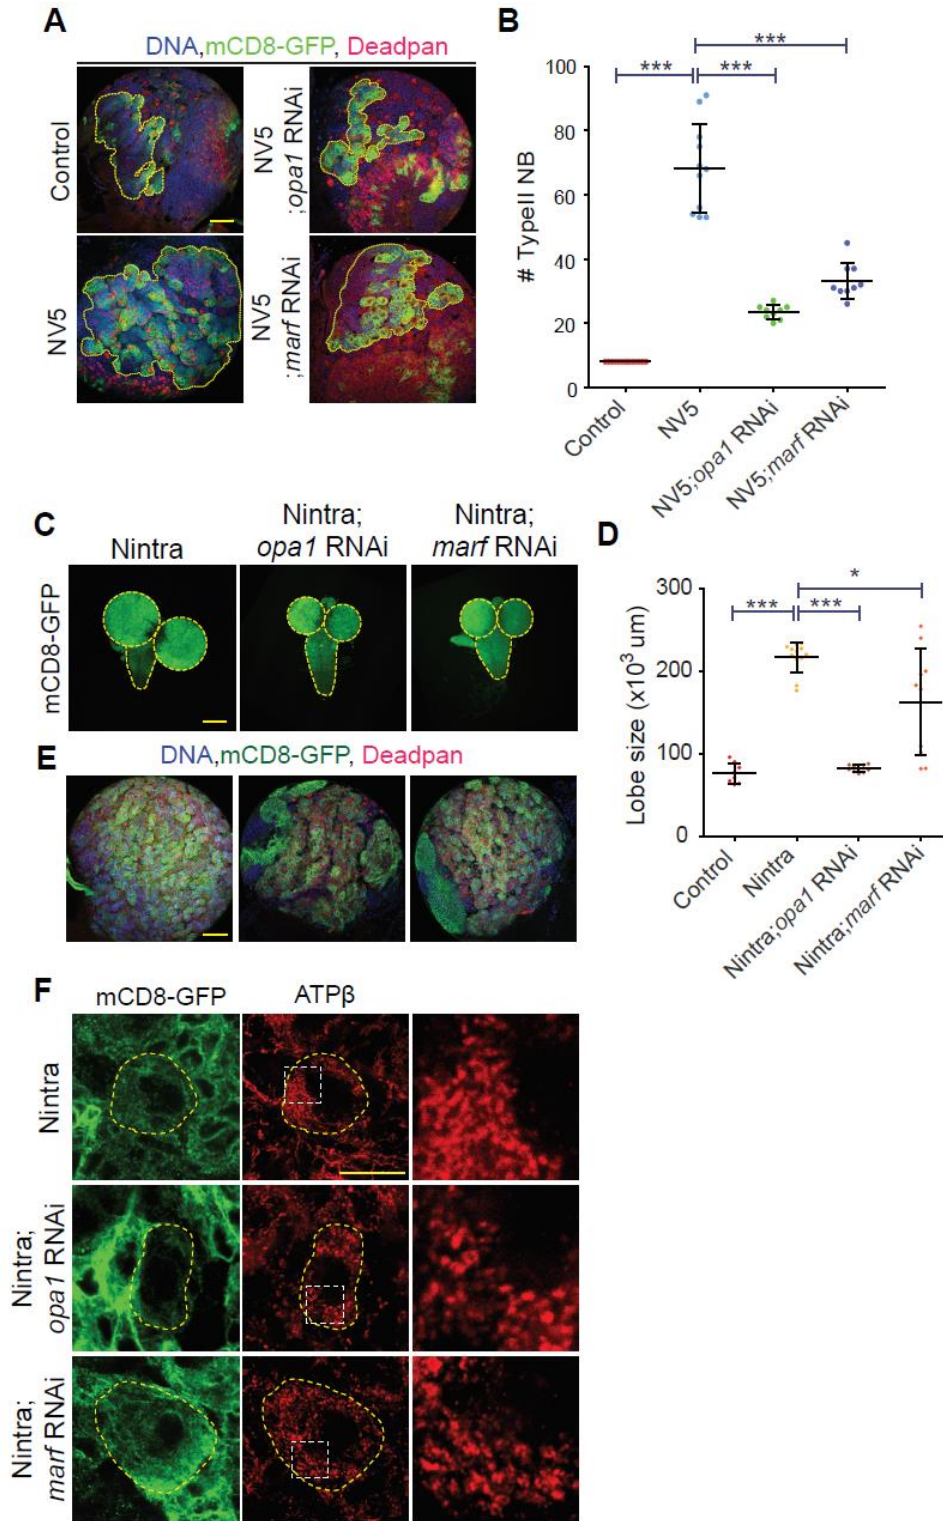 A
DNA,mCD8-GFP, Deadpan
Control
NV5
;opa1 RNAi
NV5
NV5
;marf RNAi
B
***
***
***
# TypeII NB
100
80
60
40
20
0
Control
NV5
NV5;opa1 RNAi
NV5;marf RNAi
C
Nintra
Nintra;
opa1 RNAi
Nintra;
marf RNAi
mCD8-GFP
D
*
***
***
Lobe size (x10³ um)
300
200
100
0
Control
Nintra
Nintra;opa1 RNAi
Nintra;marf RNAi
E
DNA,mCD8-GFP, Deadpan
F
mCD8-GFP
ATPβ
Nintra
Nintra;
opa1 RNAi
Nintra;
marf RNAi